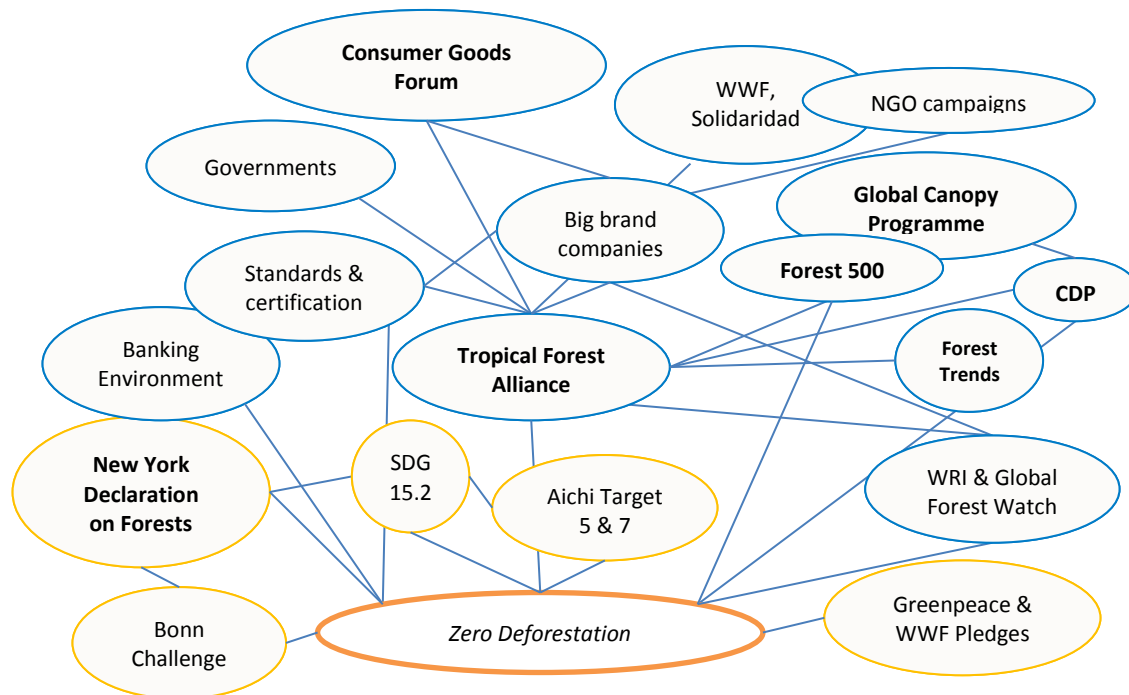 Consumer Goods
Forum
WWF,
Solidaridad
NGO campaigns
Governments
Big brand
companies
Global Canopy
Programme
Forest 500
Standards &
certification
CDP
Banking
Environment
Tropical Forest
Alliance
Forest
Trends
New York
Declaration
on Forests
SDG
15.2
Aichi Target
5 & 7
WRI & Global
Forest Watch
Bonn
Challenge
Zero Deforestation
Greenpeace &
WWF Pledges